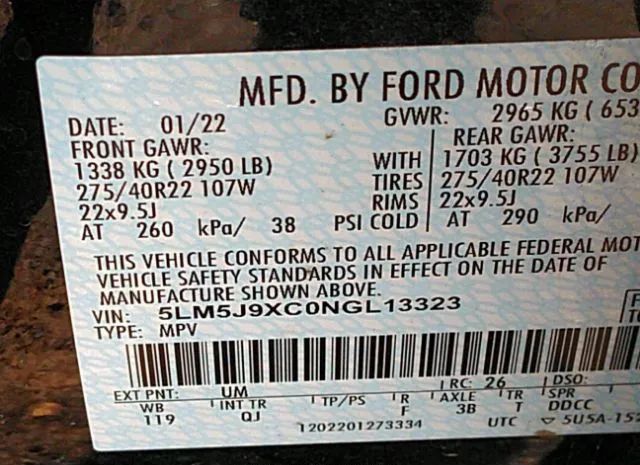 MFD. BY FORD MOTOR CO
DATE: 01/22 GVWR: 2965 KG ( 653
FRONT GAWR: REAR GAWR:
1338 KG ( 2950 LB) WITH 1703 KG ( 3755 LB)
275/40R22 107W TIRES 275/40R22 107W
22x9.5J RIMS 22x9.5J
AT 260 kPa/ 38 PSI COLD AT 290 kPa/
THIS VEHICLE CONFORMS TO ALL APPLICABLE FEDERAL MOT
VEHICLE SAFETY STANDARDS IN EFFECT ON THE DATE OF
MANUFACTURE SHOWN ABOVE.
VIN: 5LM5J9XC0NGL13323
TYPE: MPV
EXT PNT: UM RC: 26 DSO:
WB INT TR TP/PS R AXLE TR SPR
119 QJ F 3B T DDCC
1202201273334 UTC 5U5A-152